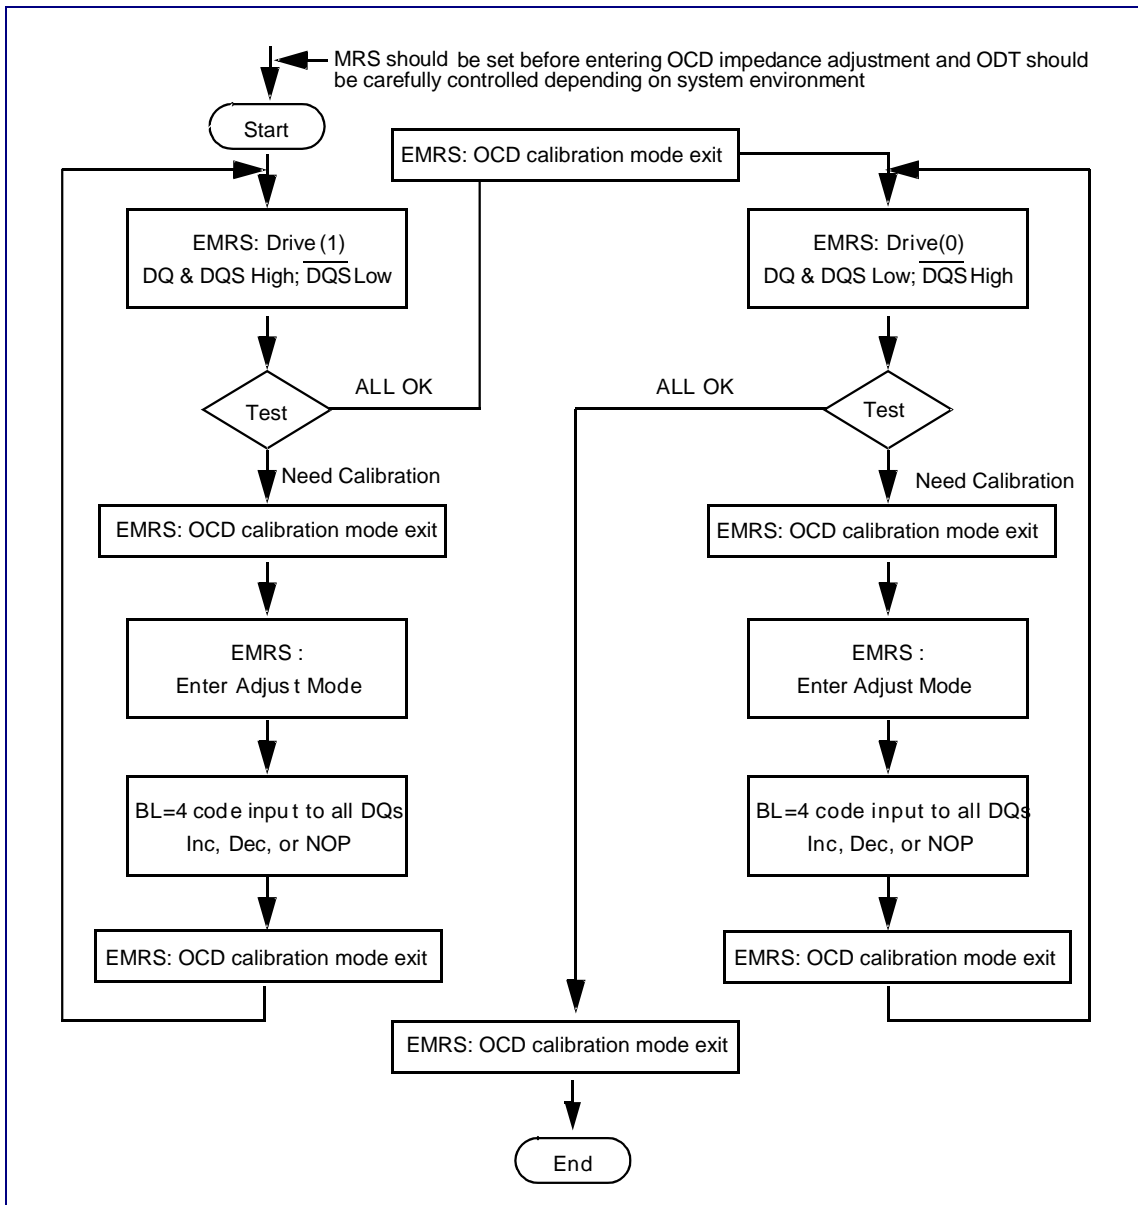 MRS should be set before entering OCD impedance adjustment and ODT should
be carefully controlled depending on system environment
Start
EMRS: OCD calibration mode exit
EMRS: Drive(1)
DQ & DQS High; D̅Q̅S̅ Low
Test
ALL OK
Need Calibration
EMRS: OCD calibration mode exit
EMRS :
Enter Adjust Mode
BL=4 code input to all DQs
Inc, Dec, or NOP
EMRS: OCD calibration mode exit
EMRS: Drive(0)
DQ & DQS Low; D̅Q̅S̅ High
ALL OK
Test
Need Calibration
EMRS: OCD calibration mode exit
EMRS :
Enter Adjust Mode
BL=4 code input to all DQs
Inc, Dec, or NOP
EMRS: OCD calibration mode exit
EMRS: OCD calibration mode exit
End